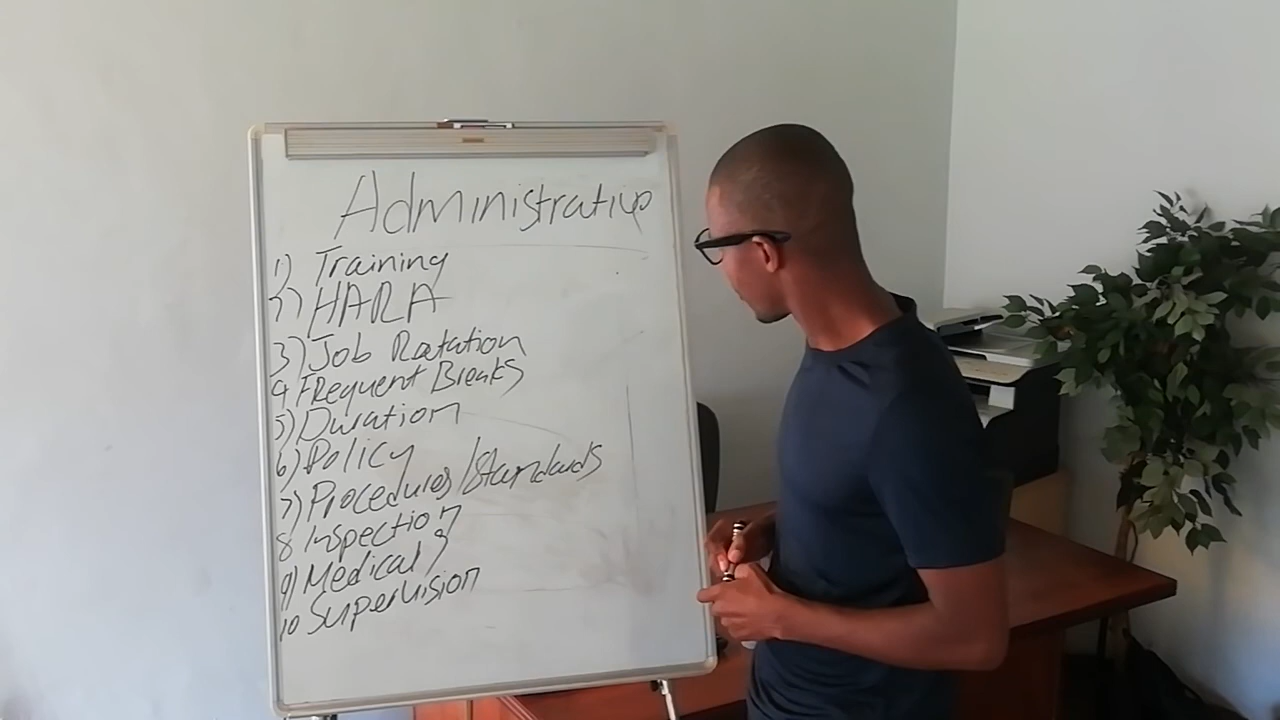 Administrative
1) Training
2) HARA
3) Job Rotation
4 Frequent Breaks
5) Duration
6) Policy
7) Procedures/Standards
8 Inspection
9) Medical
10 Supervision